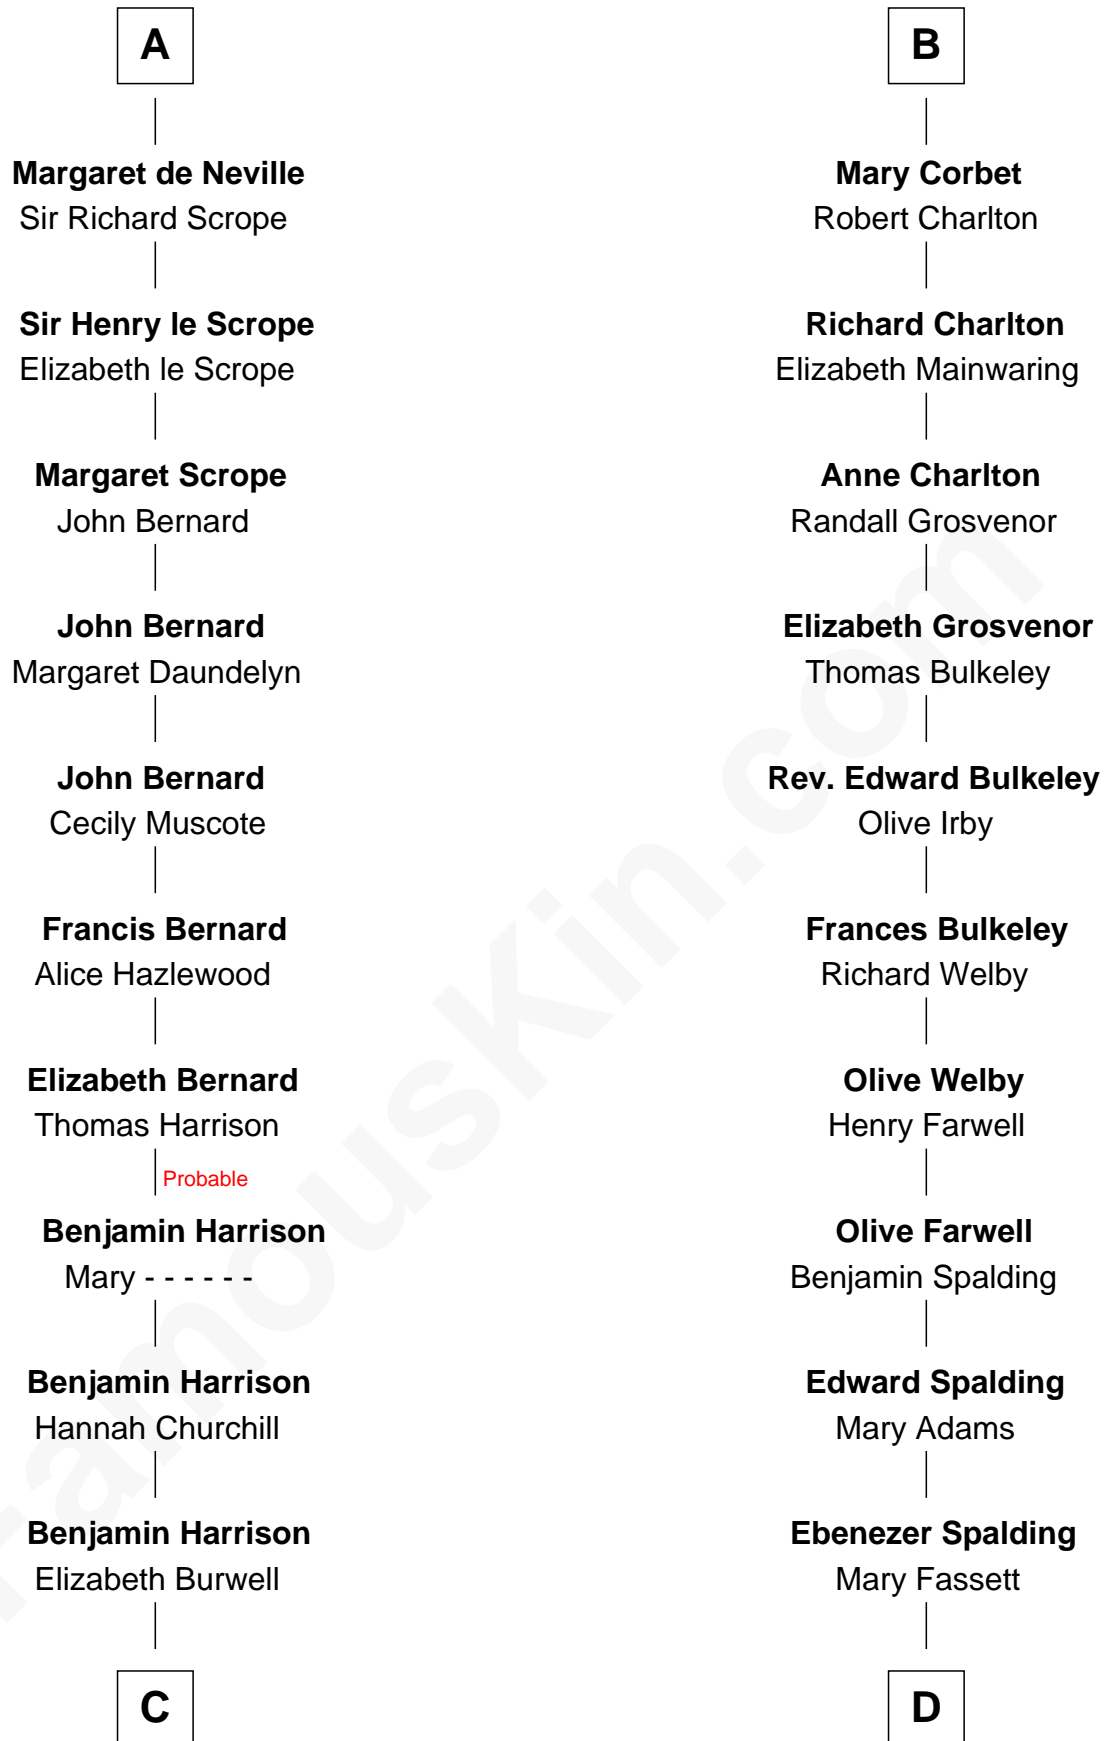 A
Margaret de Neville
Sir Richard Scrope
Sir Henry le Scrope
Elizabeth le Scrope
Margaret Scrope
John Bernard
John Bernard
Margaret Daundelyn
John Bernard
Cecily Muscote
Francis Bernard
Alice Hazlewood
Elizabeth Bernard
Thomas Harrison
Probable
Benjamin Harrison
Mary - - - - - -
Benjamin Harrison
Hannah Churchill
Benjamin Harrison
Elizabeth Burwell
C
B
Mary Corbet
Robert Charlton
Richard Charlton
Elizabeth Mainwaring
Anne Charlton
Randall Grosvenor
Elizabeth Grosvenor
Thomas Bulkeley
Rev. Edward Bulkeley
Olive Irby
Frances Bulkeley
Richard Welby
Olive Welby
Henry Farwell
Olive Farwell
Benjamin Spalding
Edward Spalding
Mary Adams
Ebenezer Spalding
Mary Fassett
D
FamousKin.com